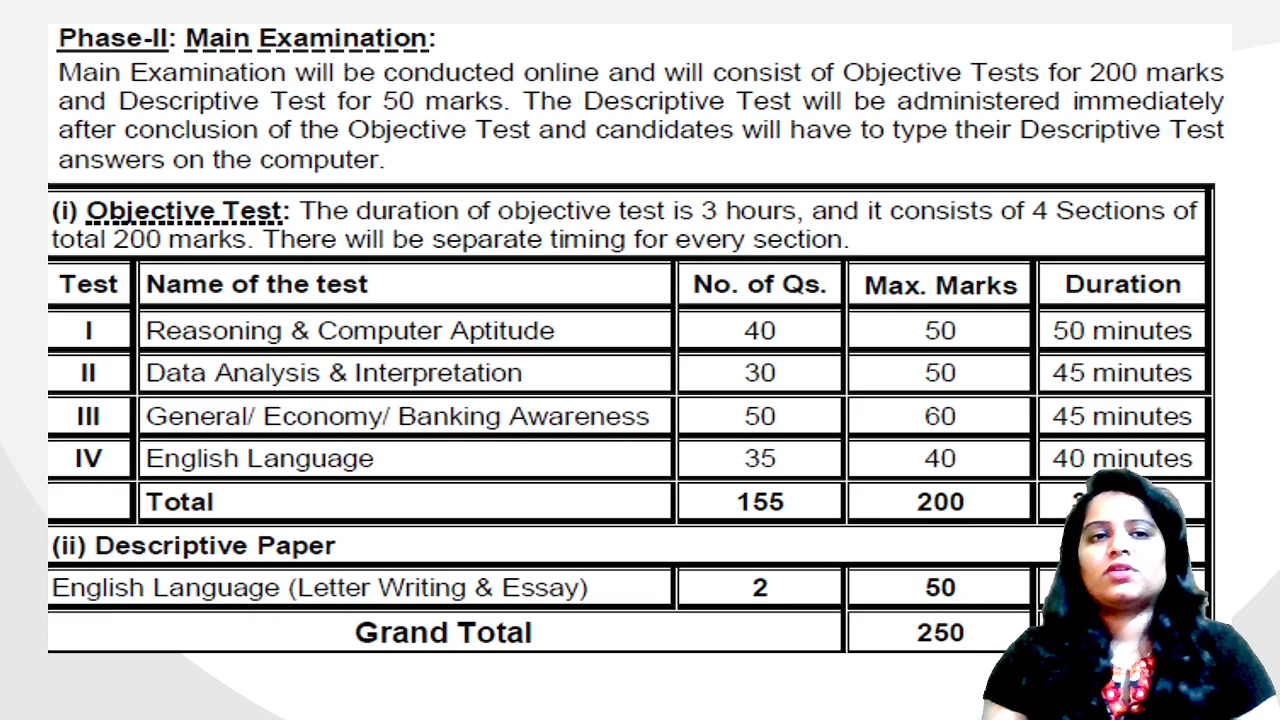 Phase-II: Main Examination:
Main Examination will be conducted online and will consist of Objective Tests for 200 marks
and Descriptive Test for 50 marks. The Descriptive Test will be administered immediately
after conclusion of the Objective Test and candidates will have to type their Descriptive Test
answers on the computer.
(i) Objective Test: The duration of objective test is 3 hours, and it consists of 4 Sections of
total 200 marks. There will be separate timing for every section.
Test Name of the test No. of Qs. Max. Marks Duration
I Reasoning & Computer Aptitude 40 50 50 minutes
II Data Analysis & Interpretation 30 50 45 minutes
III General/ Economy/ Banking Awareness 50 60 45 minutes
IV English Language 35 40 40 minutes
Total 155 200
(ii) Descriptive Paper
English Language (Letter Writing & Essay) 2 50
Grand Total 250